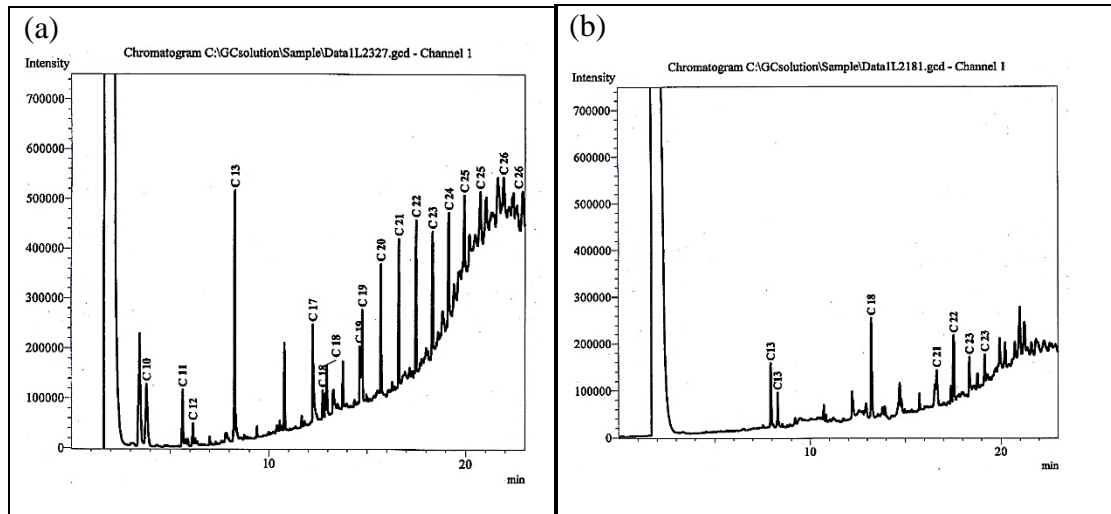 (a)
Chromatogram C:\GCsolution\Sample\Data1L2327.gcd - Channel 1
Intensity
700000
600000
500000
400000
300000
200000
100000
0
C 10
C 11
C 12
C 13
C 17
C 18
C 18
C 19
C 19
C 20
C 21
C 22
C 23
C 24
C 25
C 25
C 26
C 26
10
20
min
(b)
Chromatogram C:\GCsolution\Sample\Data1L2181.gcd - Channel 1
Intensity
700000
600000
500000
400000
300000
200000
100000
0
C13
C13
C 18
C 21
C 22
C 23
C 23
10
20
min